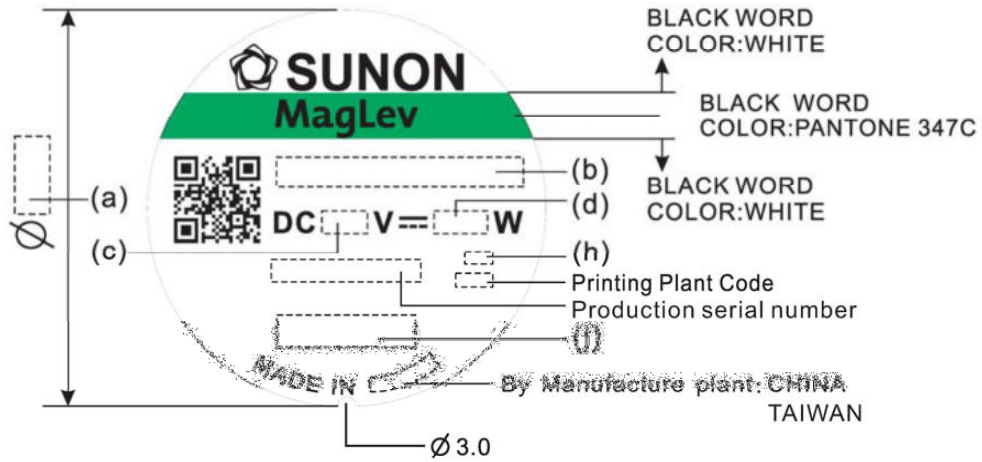 BLACK WORD
COLOR:WHITE
SUNON
MagLev
BLACK WORD
COLOR:PANTONE 347C
(b)
BLACK WORD
COLOR:WHITE
(a)
Ø
DC V W
(d)
(c)
(h)
Printing Plant Code
Production serial number
(j)
MADE IN
By Manufacture plant: CHINA
TAIWAN
Ø 3.0